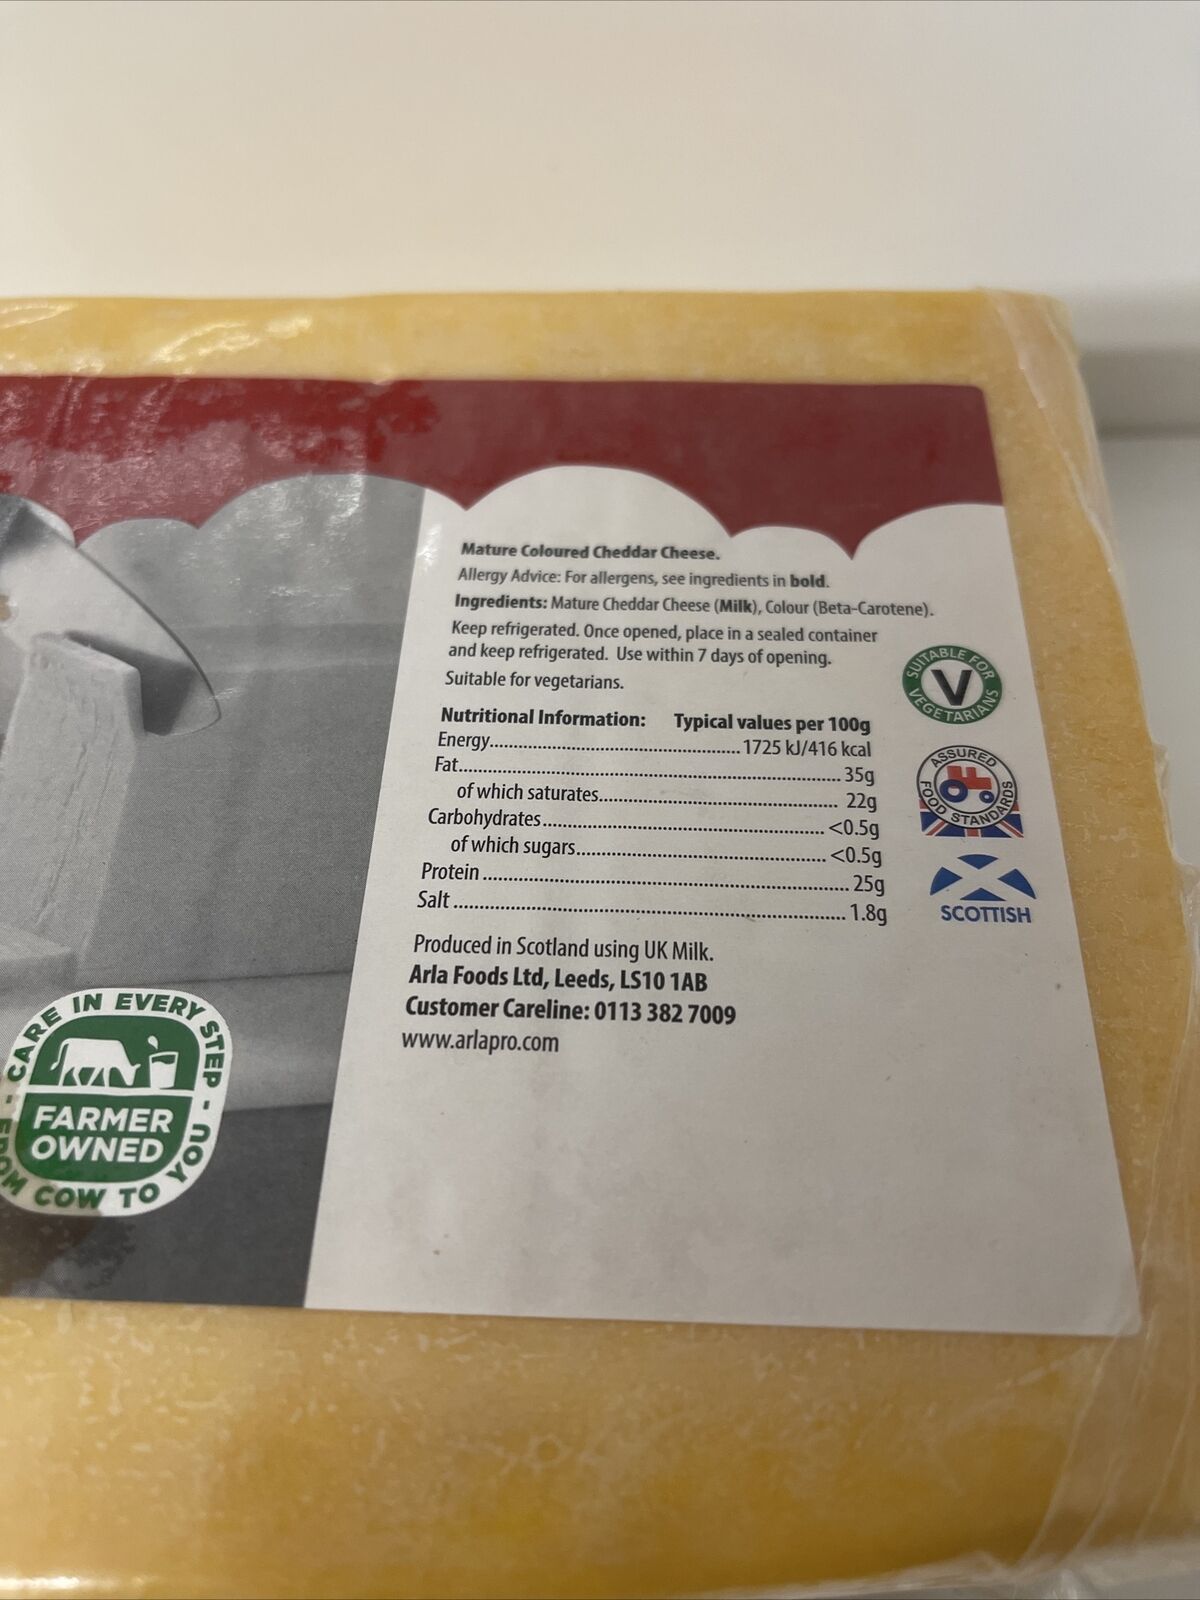 Mature Coloured Cheddar Cheese.
Allergy Advice: For allergens, see ingredients in bold.
Ingredients: Mature Cheddar Cheese (Milk), Colour (Beta-Carotene).
Keep refrigerated. Once opened, place in a sealed container
and keep refrigerated. Use within 7 days of opening.
Suitable for vegetarians.
SUITABLE FOR VEGETARIANS
V
Nutritional Information: Typical values per 100g
Energy........................................................1725 kJ/416 kcal
Fat........................................................35g
of which saturates........................................................22g
Carbohydrates........................................................<0.5g
of which sugars........................................................<0.5g
Protein........................................................25g
Salt........................................................1.8g
ASSURED FOOD STANDARDS
SCOTTISH
Produced in Scotland using UK Milk.
Arla Foods Ltd, Leeds, LS10 1AB
Customer Careline: 0113 382 7009
www.arlapro.com
CARE IN EVERY STEP - FROM COW TO YOU -
FARMER
OWNED